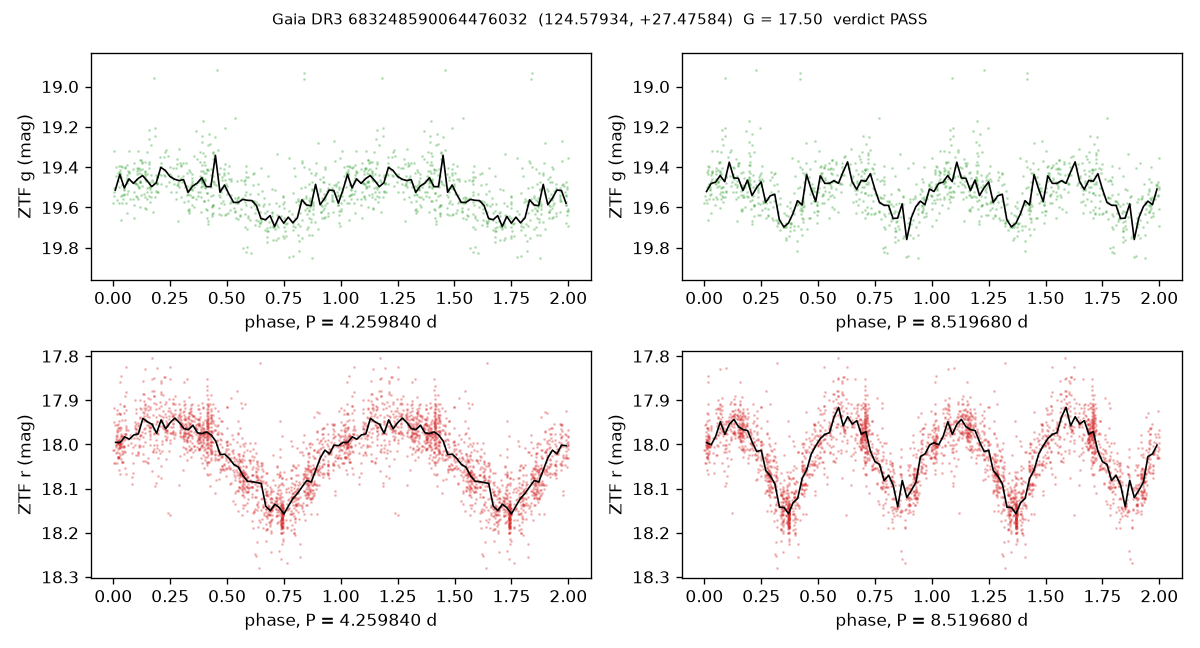 Gaia DR3 683248590064476032 (124.57934, +27.47584) G = 17.50 verdict PASS
ZTF g (mag)
19.0
19.2
19.4
19.6
19.8
0.00 0.25 0.50 0.75 1.00 1.25 1.50 1.75 2.00
phase, P = 4.259840 d
ZTF g (mag)
19.0
19.2
19.4
19.6
19.8
0.00 0.25 0.50 0.75 1.00 1.25 1.50 1.75 2.00
phase, P = 8.519680 d
ZTF r (mag)
17.8
17.9
18.0
18.1
18.2
18.3
0.00 0.25 0.50 0.75 1.00 1.25 1.50 1.75 2.00
phase, P = 4.259840 d
ZTF r (mag)
17.8
17.9
18.0
18.1
18.2
18.3
0.00 0.25 0.50 0.75 1.00 1.25 1.50 1.75 2.00
phase, P = 8.519680 d